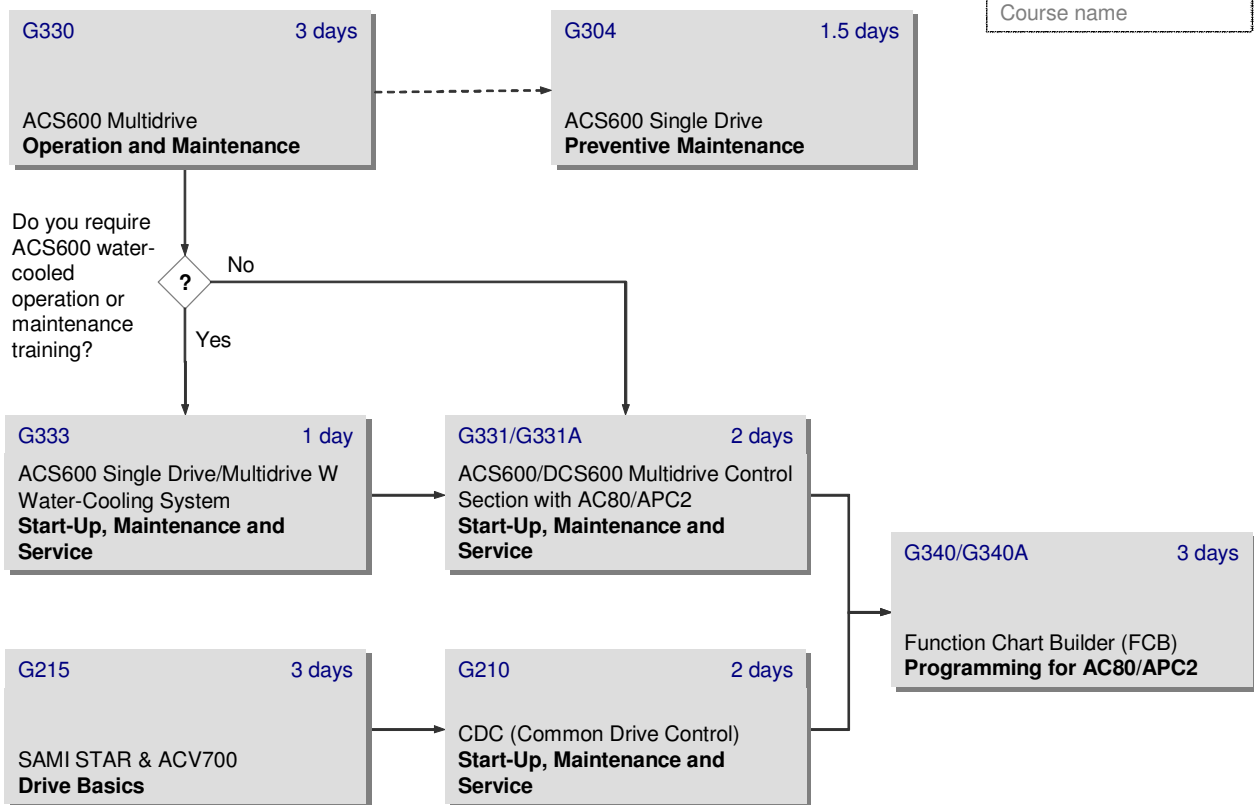 Course name
G330 3 days
ACS600 Multidrive
Operation and Maintenance
G304 1.5 days
ACS600 Single Drive
Preventive Maintenance
Do you require
ACS600 water-
cooled
operation or
maintenance
training?
?
No
Yes
G333 1 day
ACS600 Single Drive/Multidrive W
Water-Cooling System
Start-Up, Maintenance and
Service
G331/G331A 2 days
ACS600/DCS600 Multidrive Control
Section with AC80/APC2
Start-Up, Maintenance and
Service
G340/G340A 3 days
Function Chart Builder (FCB)
Programming for AC80/APC2
G215 3 days
SAMI STAR & ACV700
Drive Basics
G210 2 days
CDC (Common Drive Control)
Start-Up, Maintenance and
Service